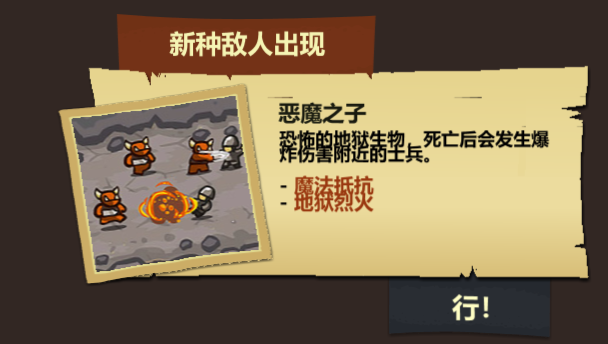 新种敌人出现
恶魔之子
恐怖的地狱生物，死亡后会发生爆
炸伤害附近的士兵。
- 魔法抵抗
- 地狱烈火
行!